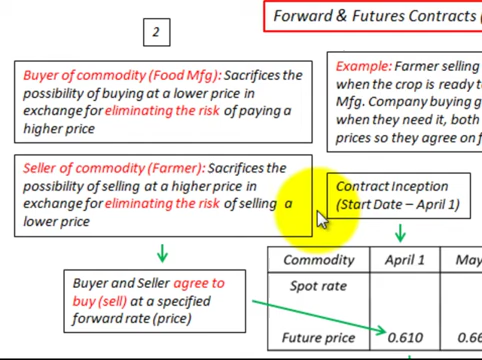 Forward & Futures Contracts (
2
Buyer of commodity (Food Mfg): Sacrifices the
possibility of buying at a lower price in
exchange for eliminating the risk of paying a
higher price
Example: Farmer selling
when the crop is ready t
Mfg. Company buying g
when they need it, both
prices so they agree on f
Seller of commodity (Farmer): Sacrifices the
possibility of selling at a higher price in
exchange for eliminating the risk of selling a
lower price
Contract Inception
(Start Date – April 1)
Buyer and Seller agree to
buy (sell) at a specified
forward rate (price)
Commodity April 1 May
Spot rate
Future price 0.610 0.66